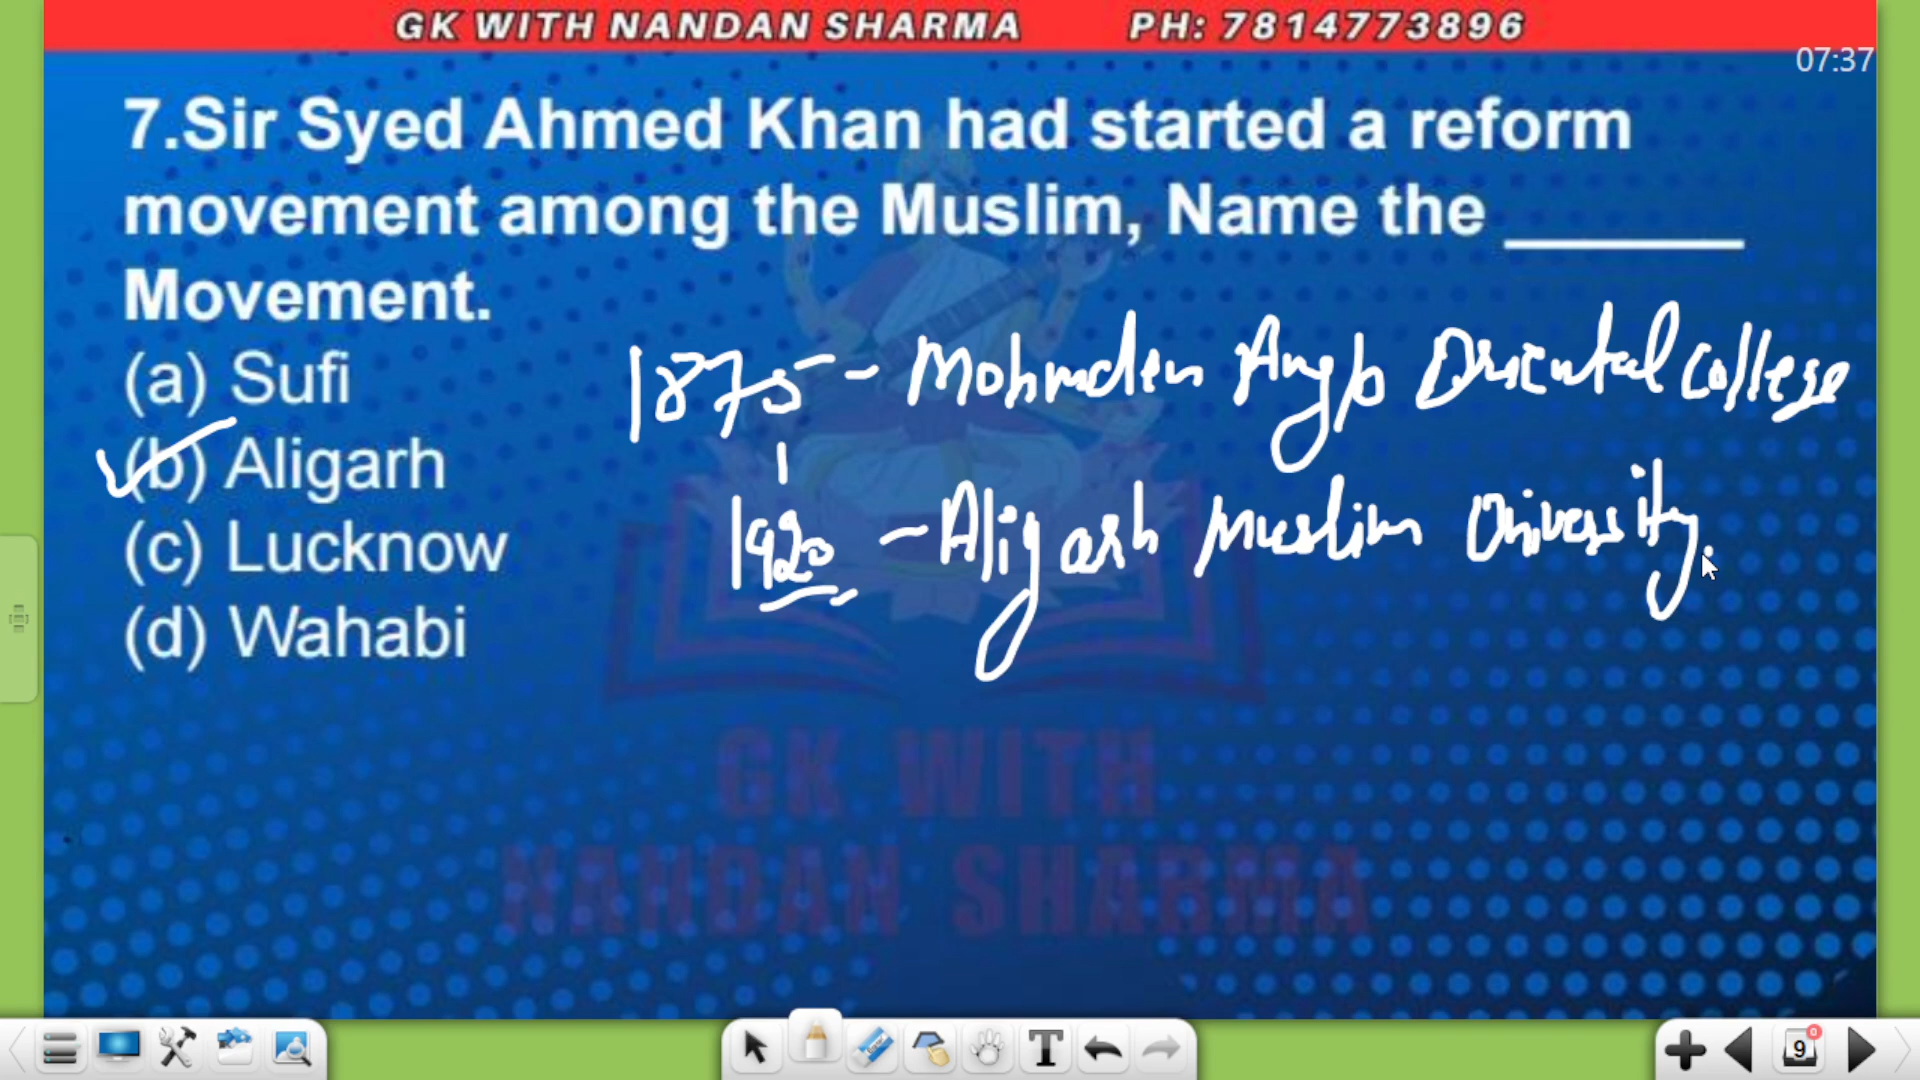 GK WITH NANDAN SHARMA PH: 7814773896
07:37
7.Sir Syed Ahmed Khan had started a reform
movement among the Muslim, Name the _______
Movement.
(a) Sufi
(b) Aligarh
(c) Lucknow
(d) Wahabi
1875 - Mohmden Anglo Oriental College
1920 - Aligarh Muslim University.
GK WITH
NANDAN SHARMA
T
9
0